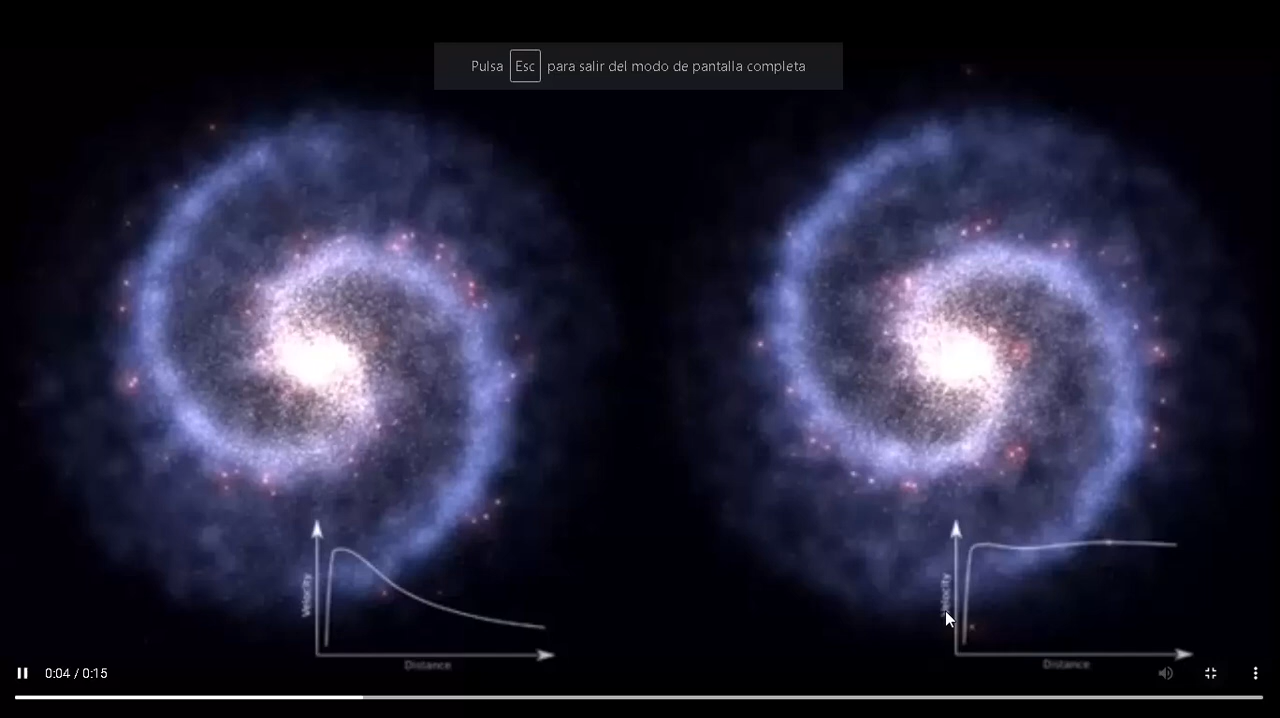 Pulsa Esc para salir del modo de pantalla completa
Velocity
Distance
Velocity
Distance
0:04 / 0:15